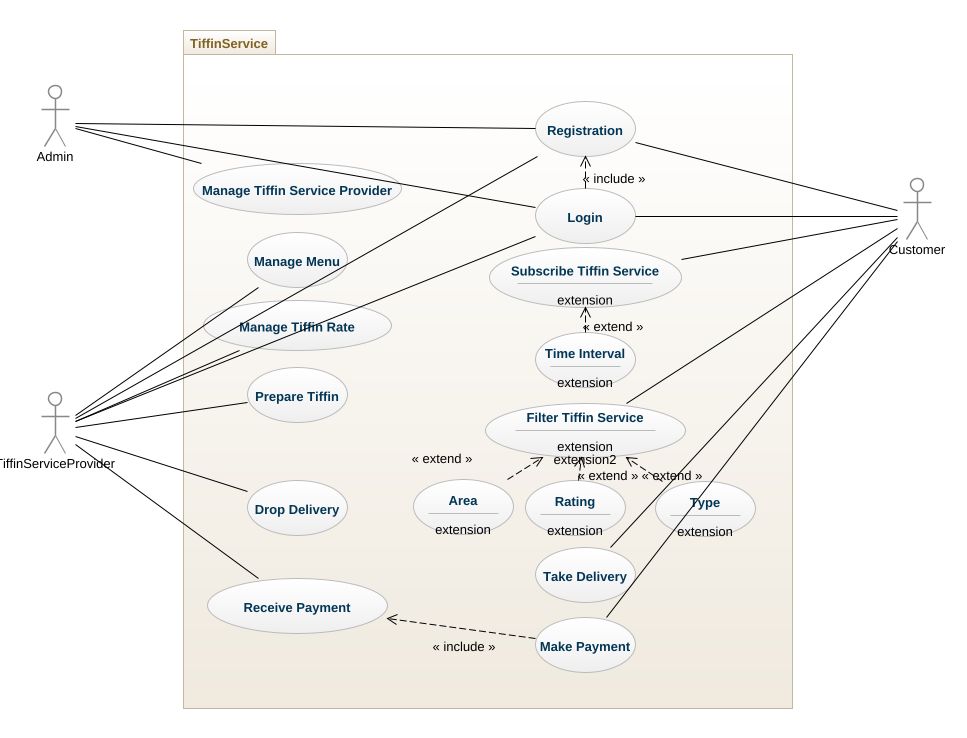 TiffinService
Admin
Registration
« include »
Manage Tiffin Service Provider
Login
Customer
Manage Menu
Subscribe Tiffin Service
extension
Manage Tiffin Rate
« extend »
Time Interval
extension
Prepare Tiffin
Filter Tiffin Service
extension
extension2
TiffinServiceProvider
« extend »
« extend »
« extend »
Area
extension
Rating
extension
Type
extension
Drop Delivery
Take Delivery
Receive Payment
« include »
Make Payment